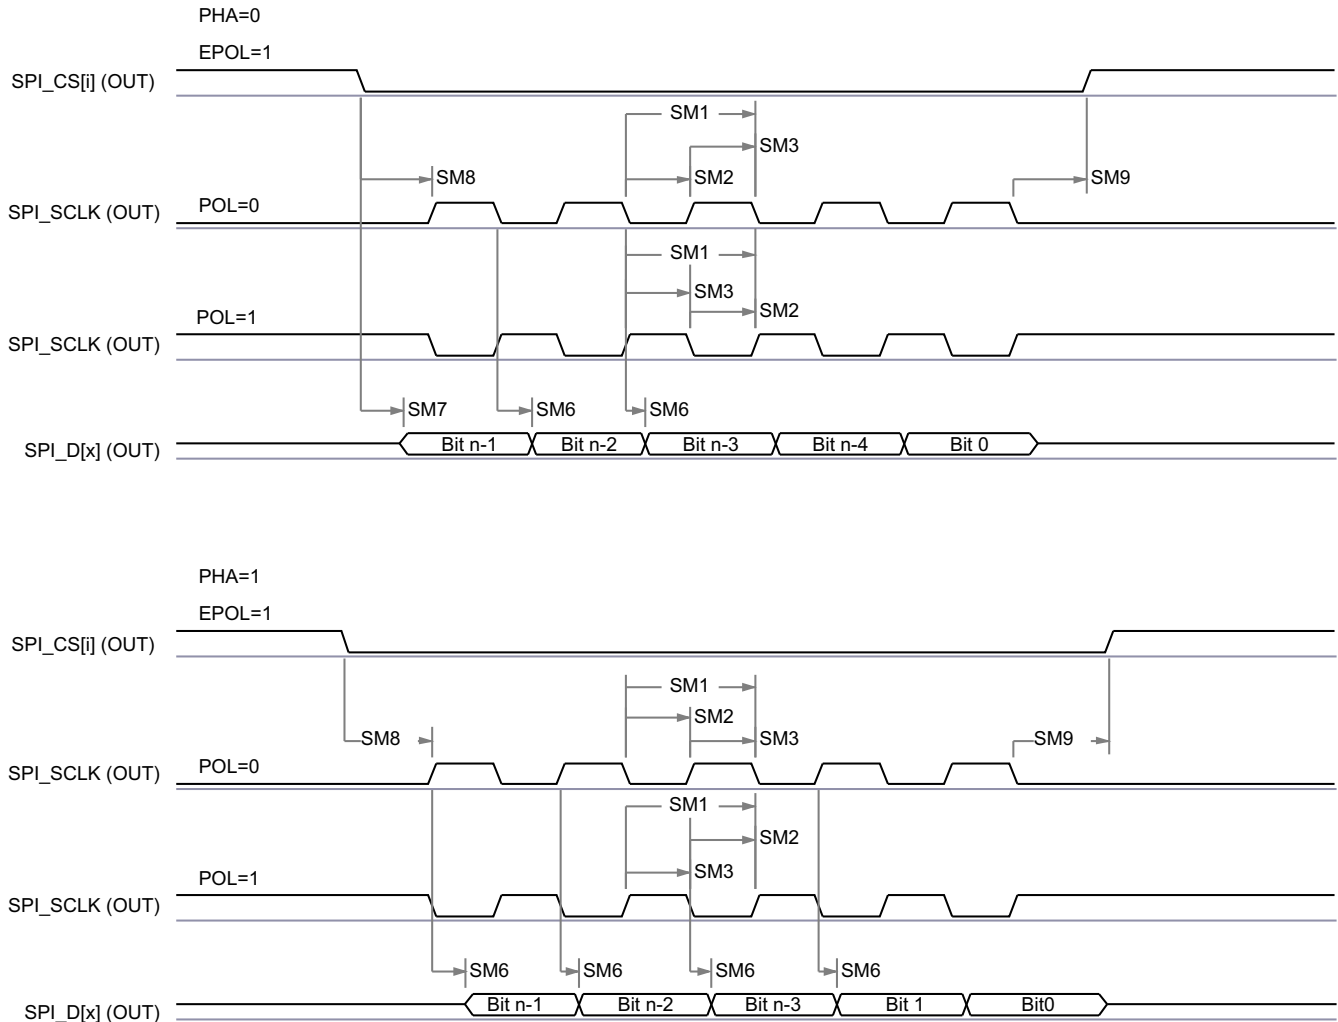 PHA=0
EPOL=1
SPI_CS[i] (OUT)
SM1
SM3
SM8
SM2
SM9
POL=0
SPI_SCLK (OUT)
SM1
SM3
SM2
POL=1
SPI_SCLK (OUT)
SM7
SM6
SM6
SPI_D[x] (OUT)
Bit n-1
Bit n-2
Bit n-3
Bit n-4
Bit 0
PHA=1
EPOL=1
SPI_CS[i] (OUT)
SM1
SM2
SM8
SM3
SM9
POL=0
SPI_SCLK (OUT)
SM1
SM2
SM3
POL=1
SPI_SCLK (OUT)
SM6
SM6
SM6
SM6
SPI_D[x] (OUT)
Bit n-1
Bit n-2
Bit n-3
Bit 1
Bit0